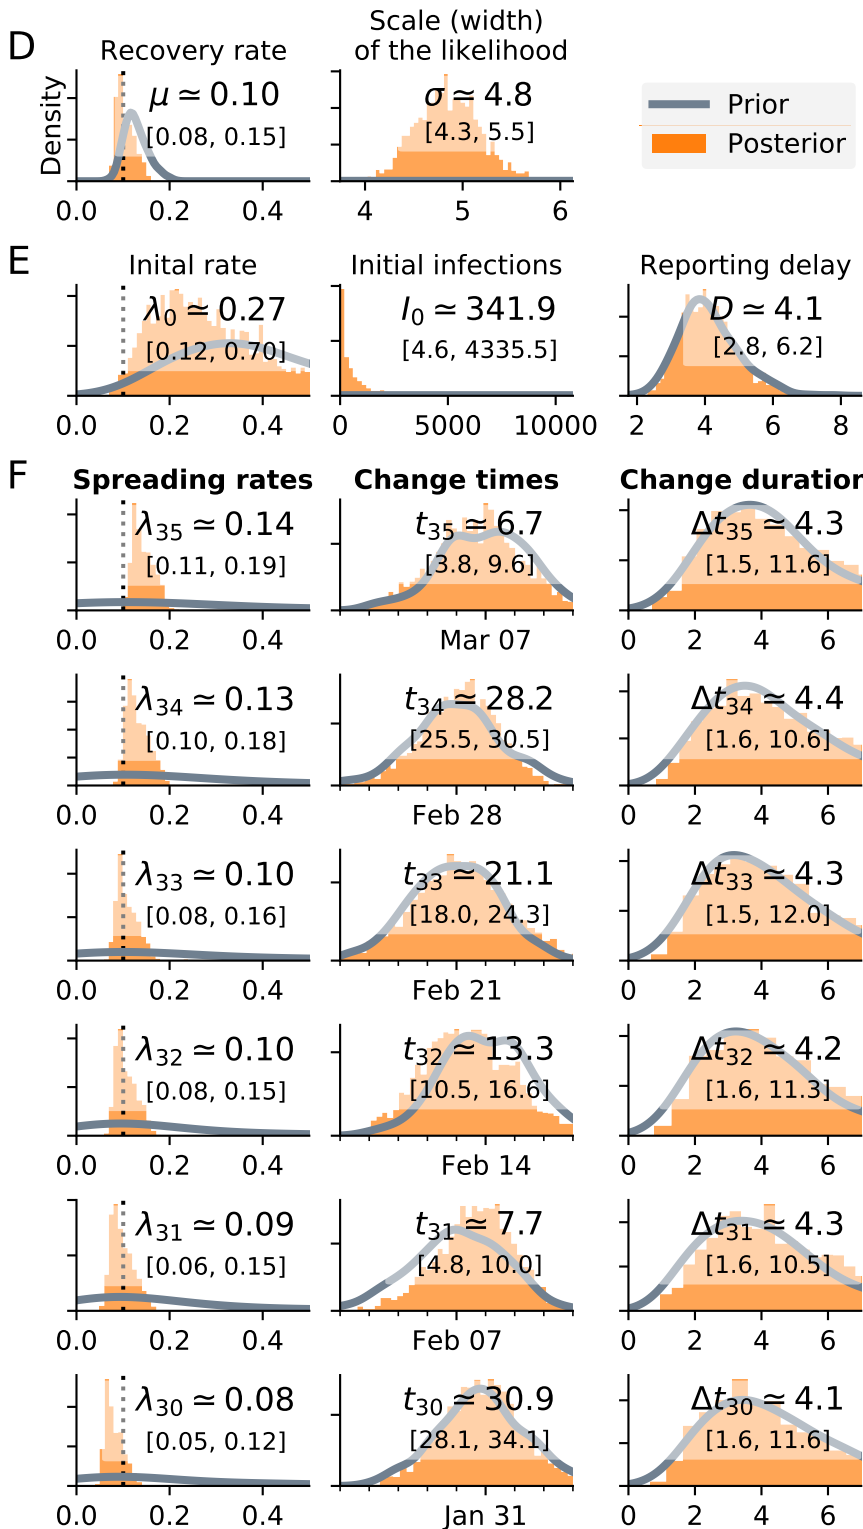 D
Recovery rate
Scale (width)
of the likelihood
Density
μ ≃ 0.10
[0.08, 0.15]
0.0 0.2 0.4
σ ≃ 4.8
[4.3, 5.5]
4 5 6
Prior
Posterior
E
Inital rate
λ0 ≃ 0.27
[0.12, 0.70]
0.0 0.2 0.4
Initial infections
I0 ≃ 341.9
[4.6, 4335.5]
0 5000 10000
Reporting delay
D ≃ 4.1
[2.8, 6.2]
2 4 6 8
F
Spreading rates
Change times
Change duration
λ35 ≃ 0.14
[0.11, 0.19]
0.0 0.2 0.4
t35 ≃ 6.7
[3.8, 9.6]
Mar 07
Δt35 ≃ 4.3
[1.5, 11.6]
0 2 4 6
λ34 ≃ 0.13
[0.10, 0.18]
0.0 0.2 0.4
t34 ≃ 28.2
[25.5, 30.5]
Feb 28
Δt34 ≃ 4.4
[1.6, 10.6]
0 2 4 6
λ33 ≃ 0.10
[0.08, 0.16]
0.0 0.2 0.4
t33 ≃ 21.1
[18.0, 24.3]
Feb 21
Δt33 ≃ 4.3
[1.5, 12.0]
0 2 4 6
λ32 ≃ 0.10
[0.08, 0.15]
0.0 0.2 0.4
t32 ≃ 13.3
[10.5, 16.6]
Feb 14
Δt32 ≃ 4.2
[1.6, 11.3]
0 2 4 6
λ31 ≃ 0.09
[0.06, 0.15]
0.0 0.2 0.4
t31 ≃ 7.7
[4.8, 10.0]
Feb 07
Δt31 ≃ 4.3
[1.6, 10.5]
0 2 4 6
λ30 ≃ 0.08
[0.05, 0.12]
0.0 0.2 0.4
t30 ≃ 30.9
[28.1, 34.1]
Jan 31
Δt30 ≃ 4.1
[1.6, 11.6]
0 2 4 6